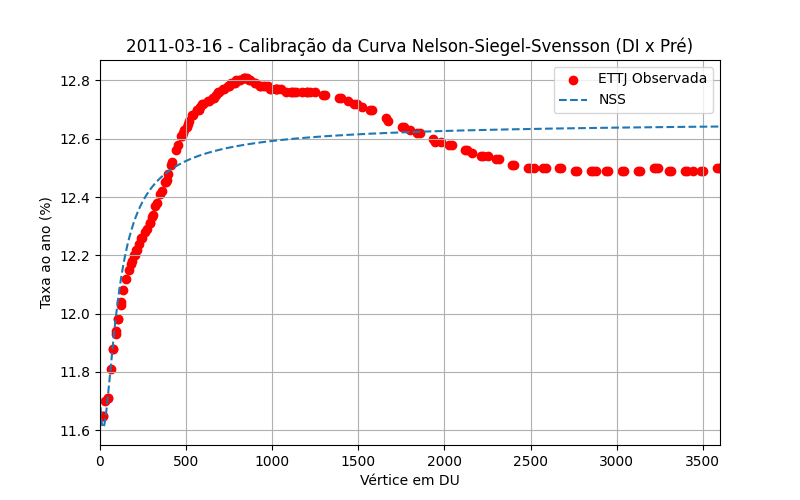 2011-03-16 - Calibração da Curva Nelson-Siegel-Svensson (DI x Pré)
ETTJ Observada
NSS
Taxa ao ano (%)
12.8
12.6
12.4
12.2
12.0
11.8
11.6
0 500 1000 1500 2000 2500 3000 3500
Vértice em DU